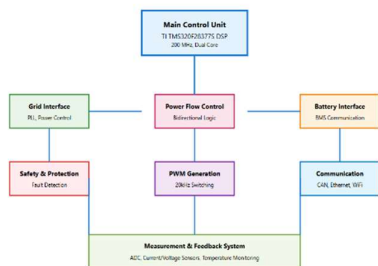 Main Control Unit
TI TMS320F28377S DSP
200 MHz, Dual Core
Grid Interface
PLL, Power Control
Power Flow Control
Bidirectional Logic
Battery Interface
BMS Communication
Safety & Protection
Fault Detection
PWM Generation
20kHz Switching
Communication
CAN, Ethernet, WiFi
Measurement & Feedback System
ADC, Current/Voltage Sensors, Temperature Monitoring